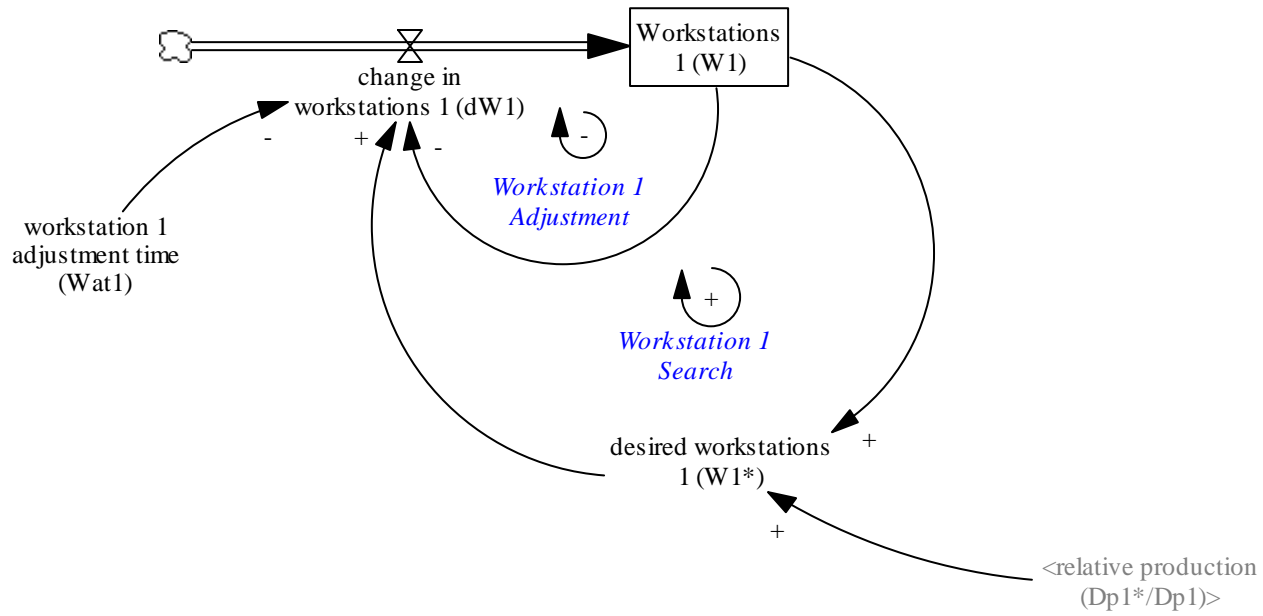 Workstations
1 (W1)
change in
workstations 1 (dW1)
-
+
-
-
Workstation 1
Adjustment
workstation 1
adjustment time
(Wat1)
+
Workstation 1
Search
desired workstations
1 (W1*)
+
+
<relative production
(Dp1*/Dp1)>